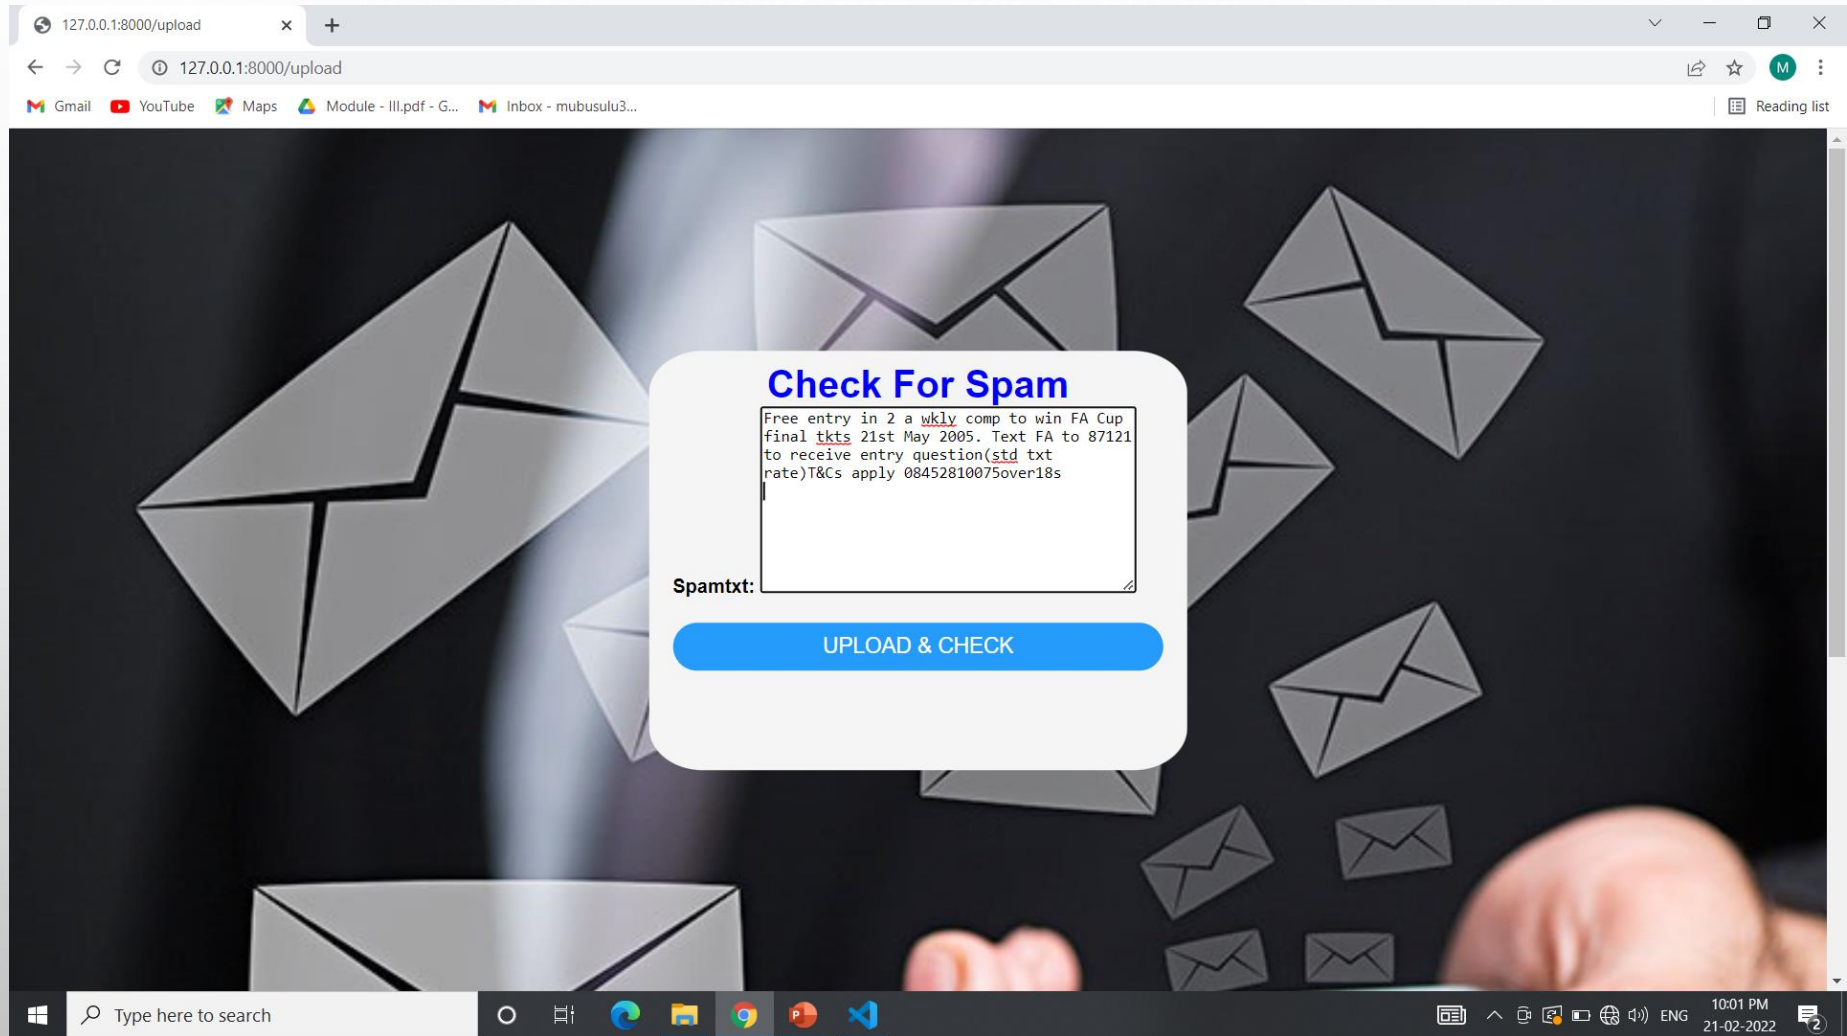 127.0.0.1:8000/upload
127.0.0.1:8000/upload
M
Gmail YouTube Maps Module - III.pdf - G... Inbox - mubusulu3... Reading list
Check For Spam
Free entry in 2 a wkly comp to win FA Cup
final tkts 21st May 2005. Text FA to 87121
to receive entry question(std txt
rate)T&Cs apply 08452810075over18s
Spamtxt:
UPLOAD & CHECK
Type here to search
ENG
10:01 PM
21-02-2022
2